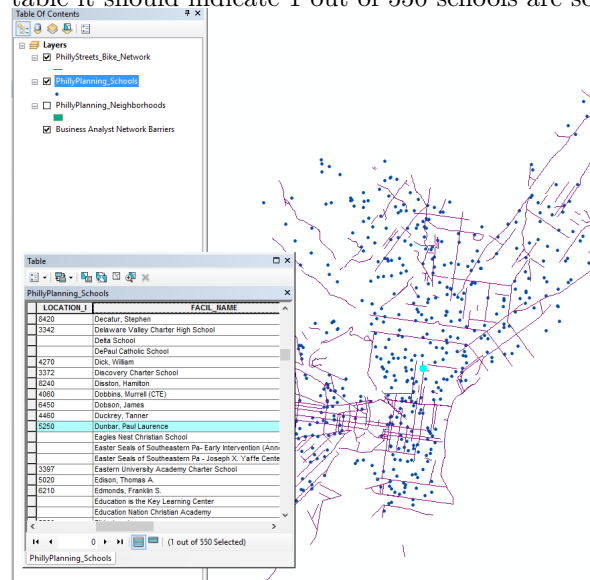 table it should indicate 1 out of 550 schools are se
Table Of Contents
Layers
PhillyStreets_Bike_Network
PhillyPlanning_Schools
PhillyPlanning_Neighborhoods
Business Analyst Network Barriers
Table
PhillyPlanning_Schools
LOCATION_I FACIL_NAME
8420 Decatur, Stephen
3342 Delaware Valley Charter High School
Delta School
DePaul Catholic School
4270 Dick, William
3372 Discovery Charter School
8240 Disston, Hamilton
4060 Dobbins, Murrell (CTE)
6450 Dobson, James
4460 Duckrey, Tanner
5250 Dunbar, Paul Laurence
Eagles Nest Christian School
Easter Seals of Southeastern Pa- Early Intervention (Ann
Easter Seals of Southeastern Pa - Joseph X. Yaffe Cente
3397 Eastern University Academy Charter School
5020 Edison, Thomas A.
6210 Edmonds, Franklin S.
Education is the Key Learning Center
Education Nation Christian Academy
0 (1 out of 550 Selected)
PhillyPlanning_Schools